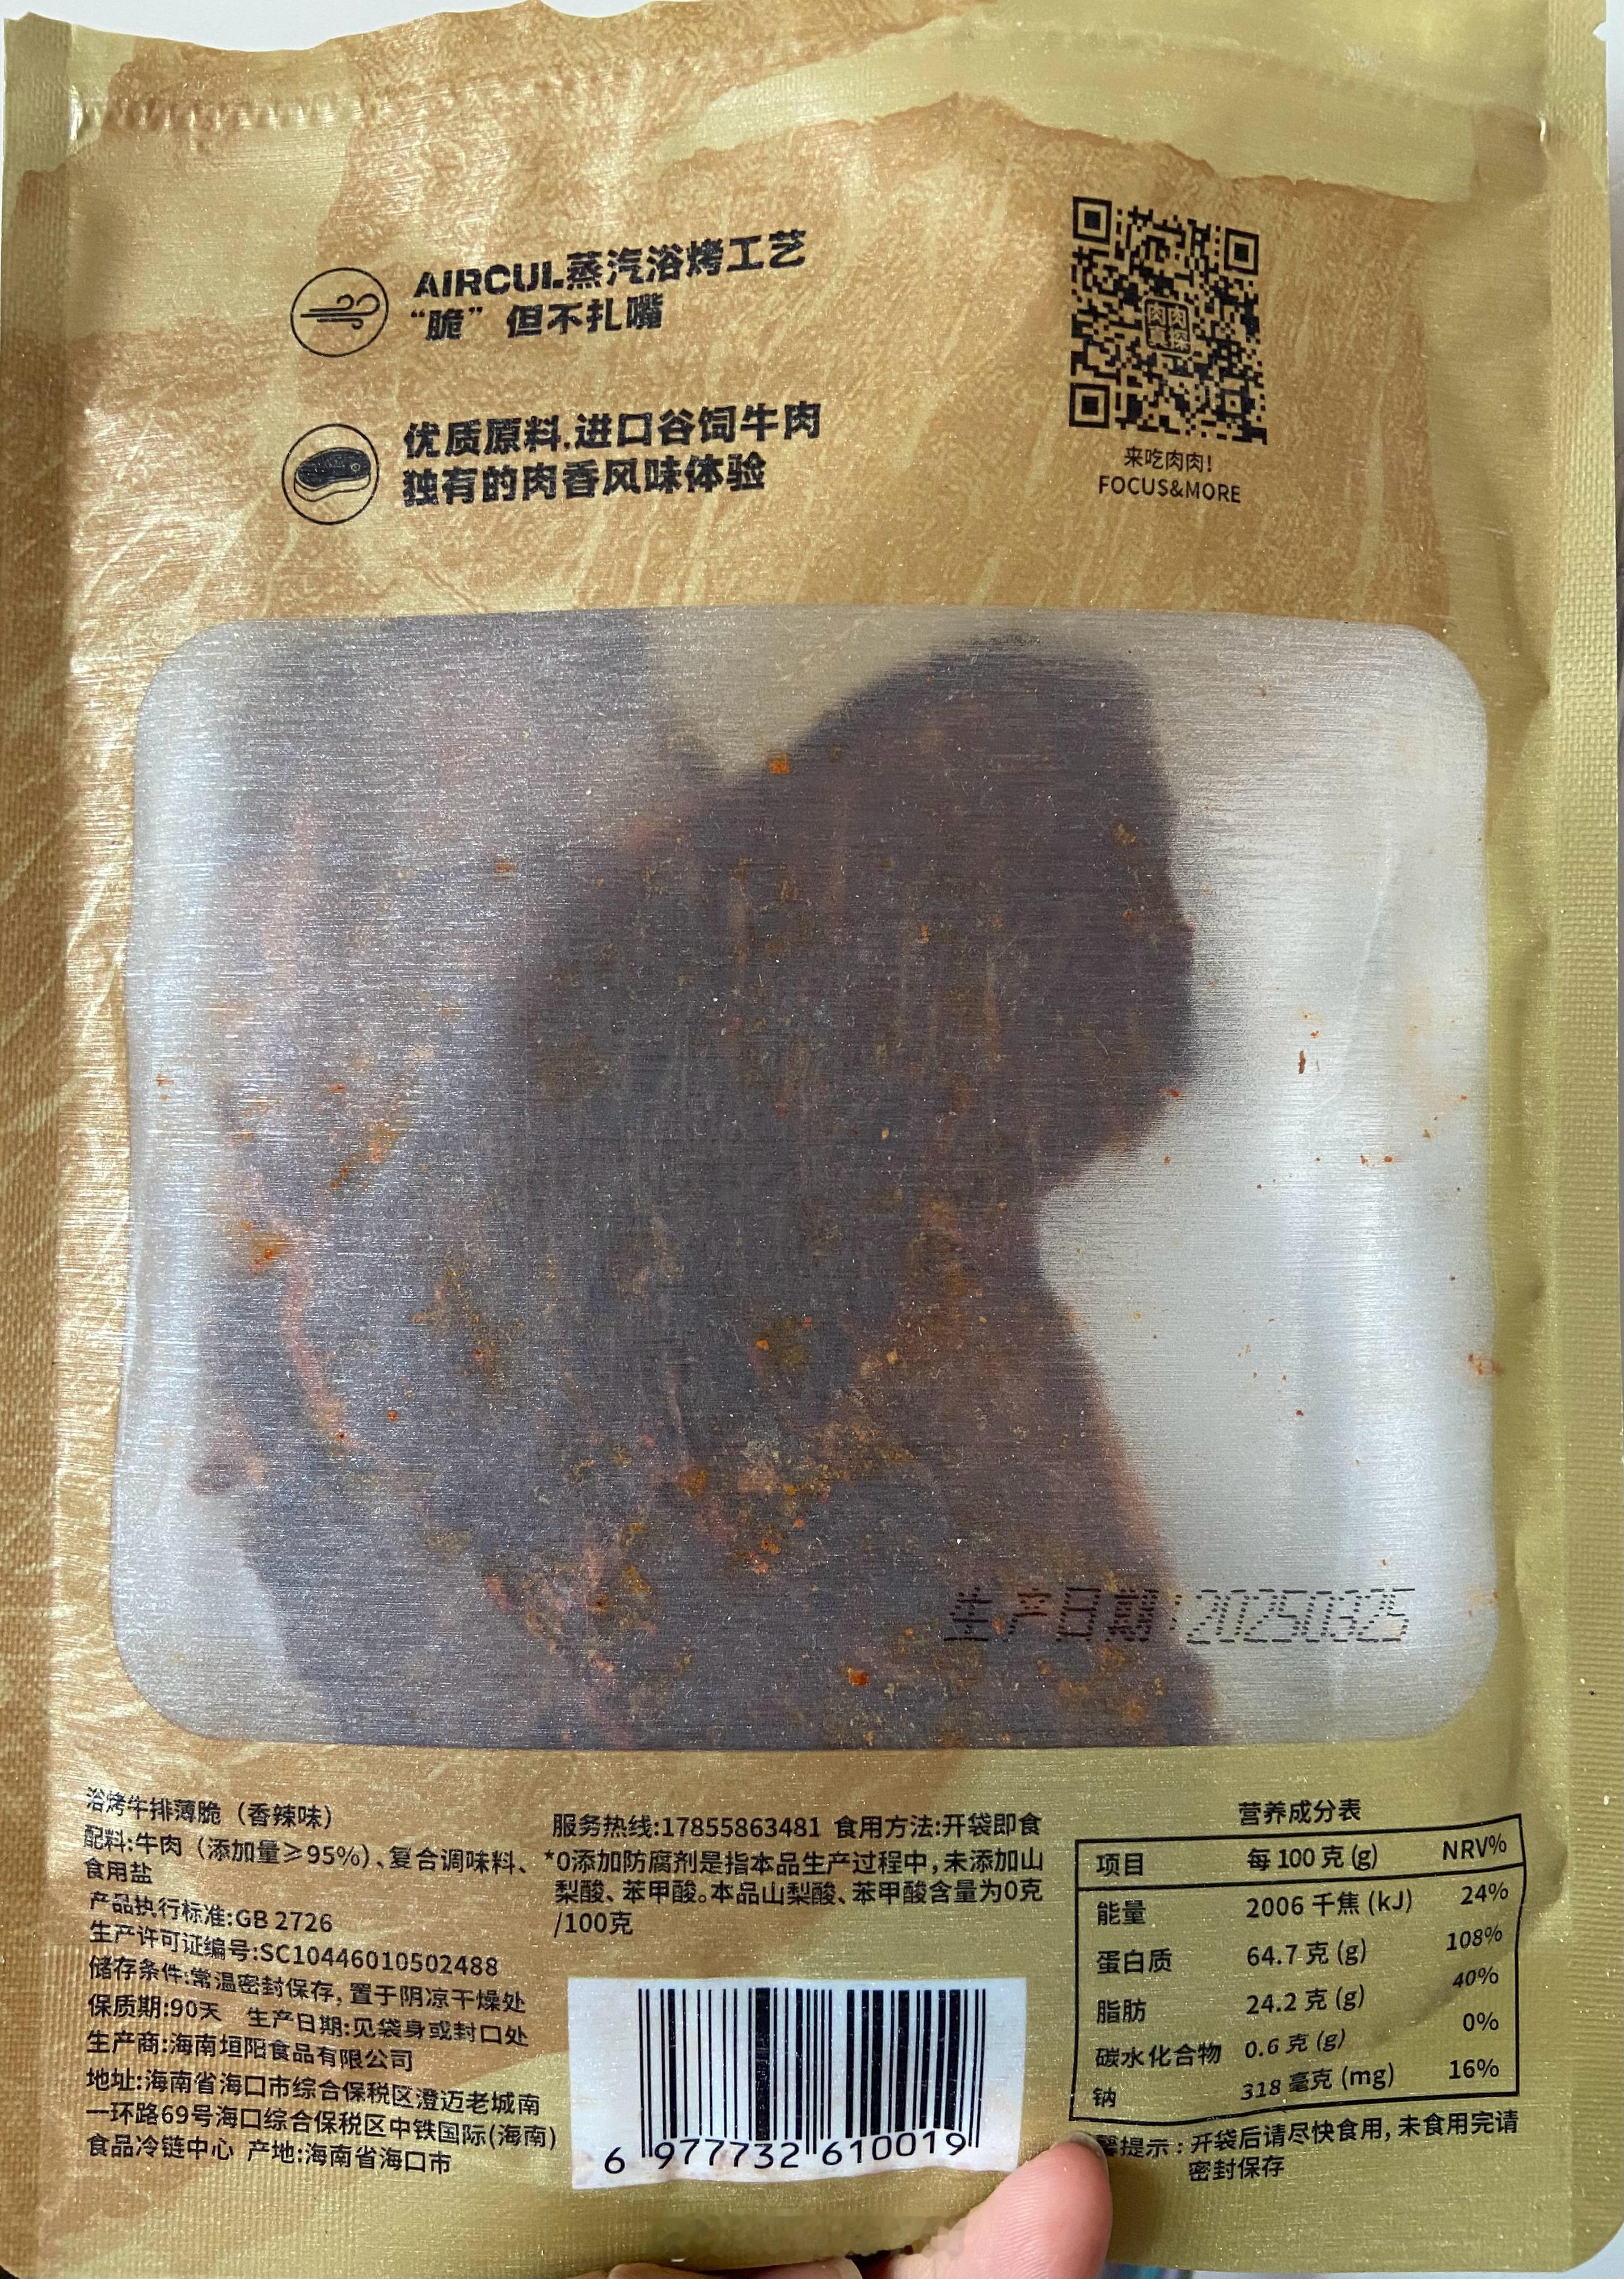 AIRCUL蒸汽浴烤工艺
“脆”但不扎嘴
优质原料.进口谷饲牛肉
独有的肉香风味体验
来吃肉肉!
FOCUS&MORE
生产日期:20250325
浴烤牛排薄脆（香辣味）
配料:牛肉（添加量≥95%）、复合调味料、
食用盐
产品执行标准:GB 2726
生产许可证编号:SC10446010502488
储存条件:常温密封保存, 置于阴凉干燥处
保质期:90天 生产日期:见袋身或封口处
生产商:海南垣阳食品有限公司
地址:海南省海口市综合保税区澄迈老城南
一环路69号海口综合保税区中铁国际(海南)
食品冷链中心 产地:海南省海口市
服务热线:17855863481 食用方法:开袋即食
*0添加防腐剂是指本品生产过程中, 未添加山
梨酸、苯甲酸。本品山梨酸、苯甲酸含量为0克
/100克
6 977732 610019
营养成分表
项目 每 100 克 (g) NRV%
能量 2006 千焦 (kJ) 24%
蛋白质 64.7 克 (g) 108%
脂肪 24.2 克 (g) 40%
碳水化合物 0.6 克 (g) 0%
钠 318 毫克 (mg) 16%
馨提示 : 开袋后请尽快食用, 未食用完请
密封保存